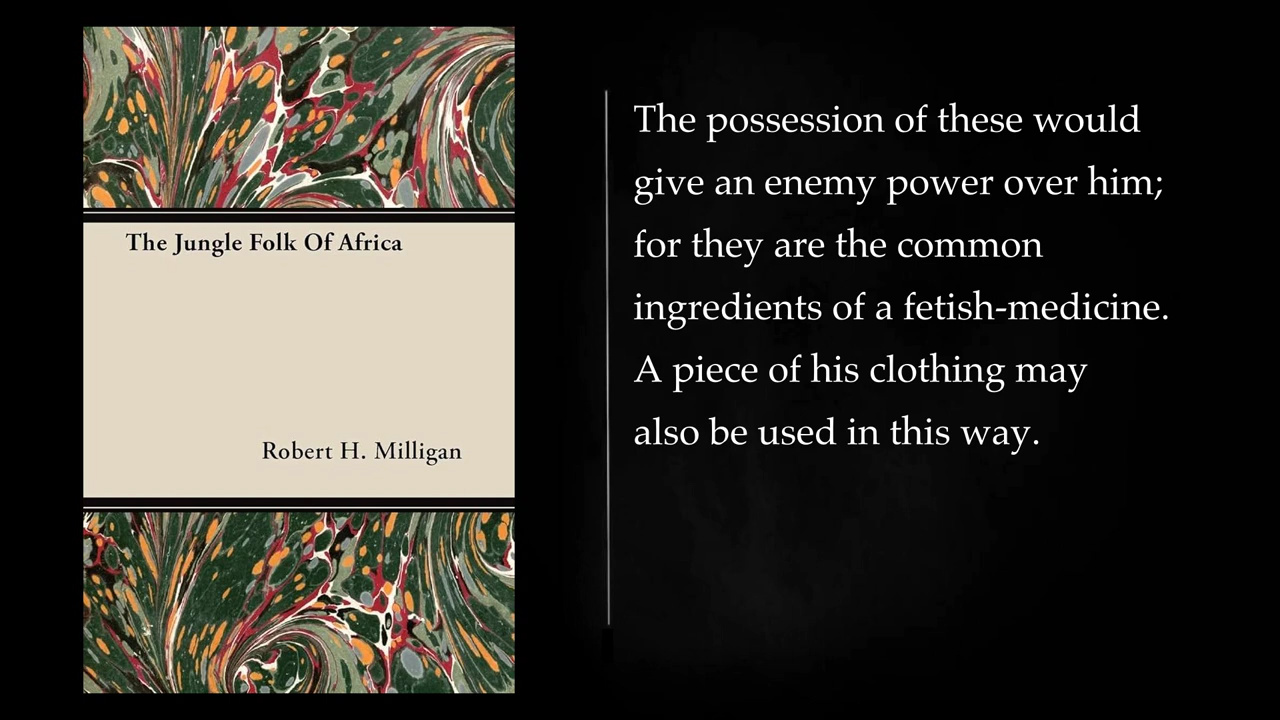 The Jungle Folk Of Africa
Robert H. Milligan
The possession of these would
give an enemy power over him;
for they are the common
ingredients of a fetish-medicine.
A piece of his clothing may
also be used in this way.